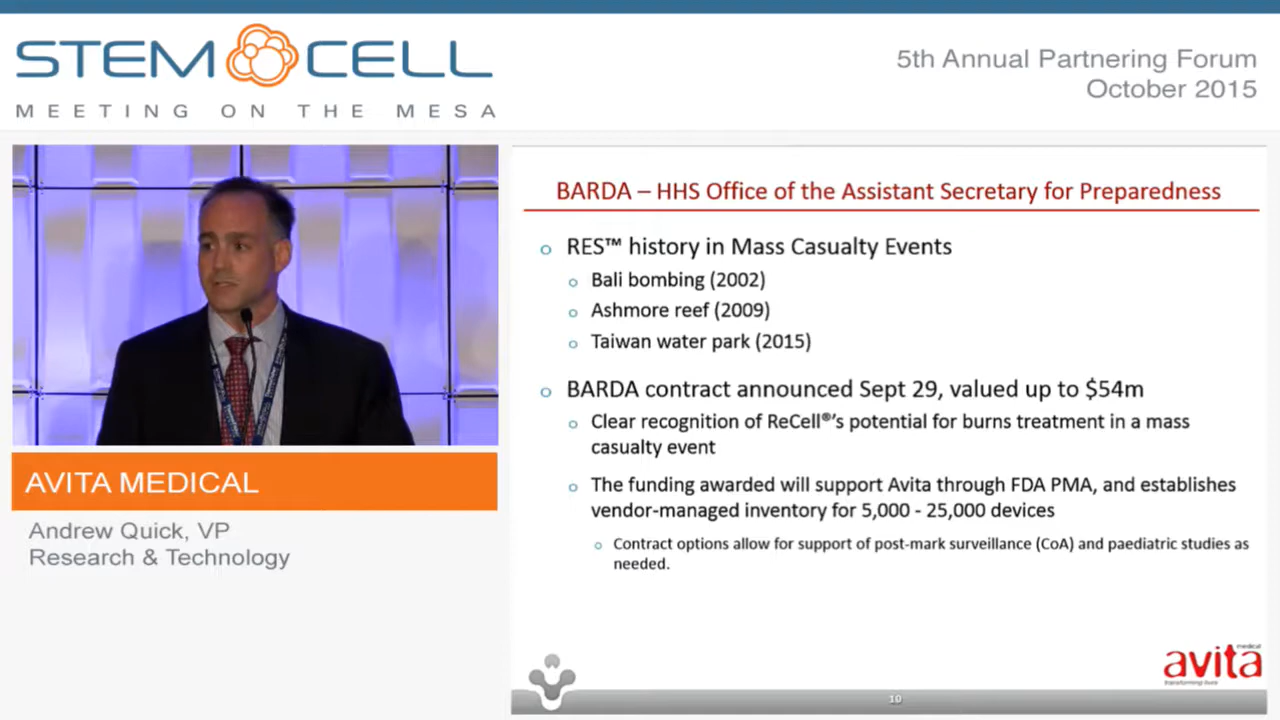 STEM CELL
MEETING ON THE MESA
5th Annual Partnering Forum
October 2015
BARDA – HHS Office of the Assistant Secretary for Preparedness
RES™ history in Mass Casualty Events
Bali bombing (2002)
Ashmore reef (2009)
Taiwan water park (2015)
BARDA contract announced Sept 29, valued up to $54m
Clear recognition of ReCell®'s potential for burns treatment in a mass
casualty event
The funding awarded will support Avita through FDA PMA, and establishes
vendor-managed inventory for 5,000 - 25,000 devices
Contract options allow for support of post-mark surveillance (CoA) and paediatric studies as
needed.
AVITA MEDICAL
Andrew Quick, VP
Research & Technology
medical
avita
transforming lives
10